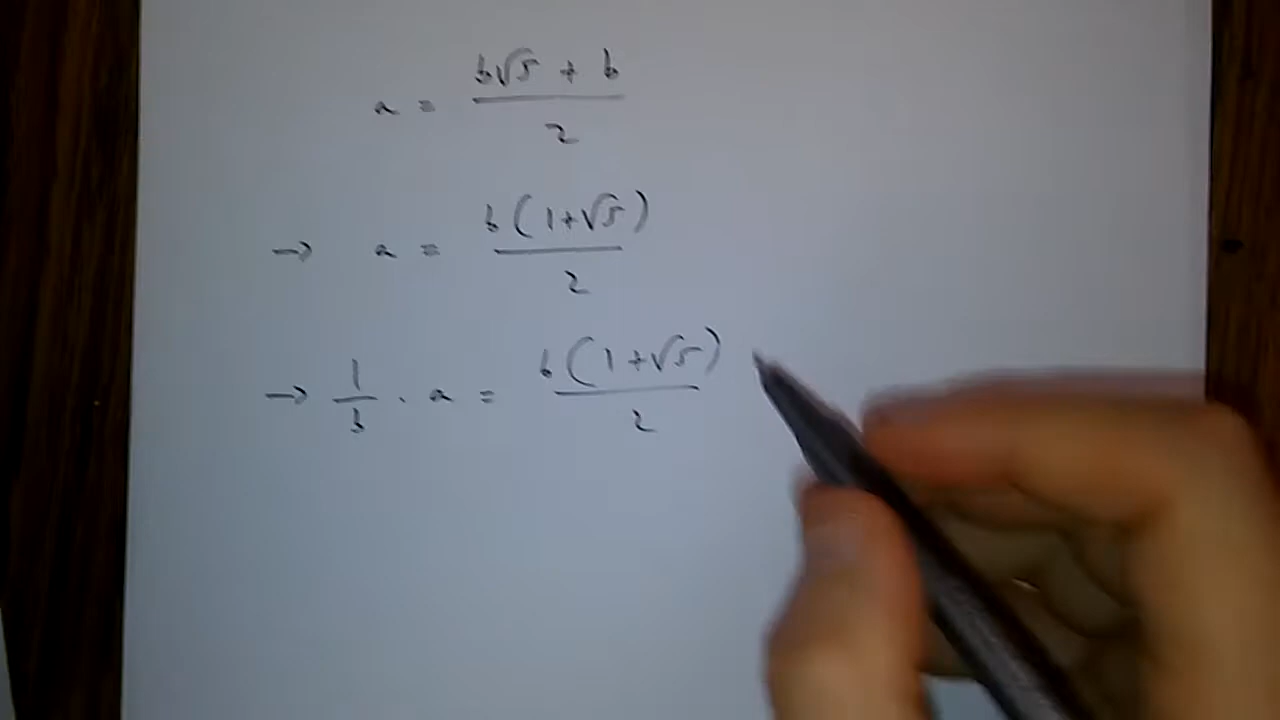 a = b√5 + b / 2
→ a = b(1+√5) / 2
→ 1/b · a = b(1+√5) / 2